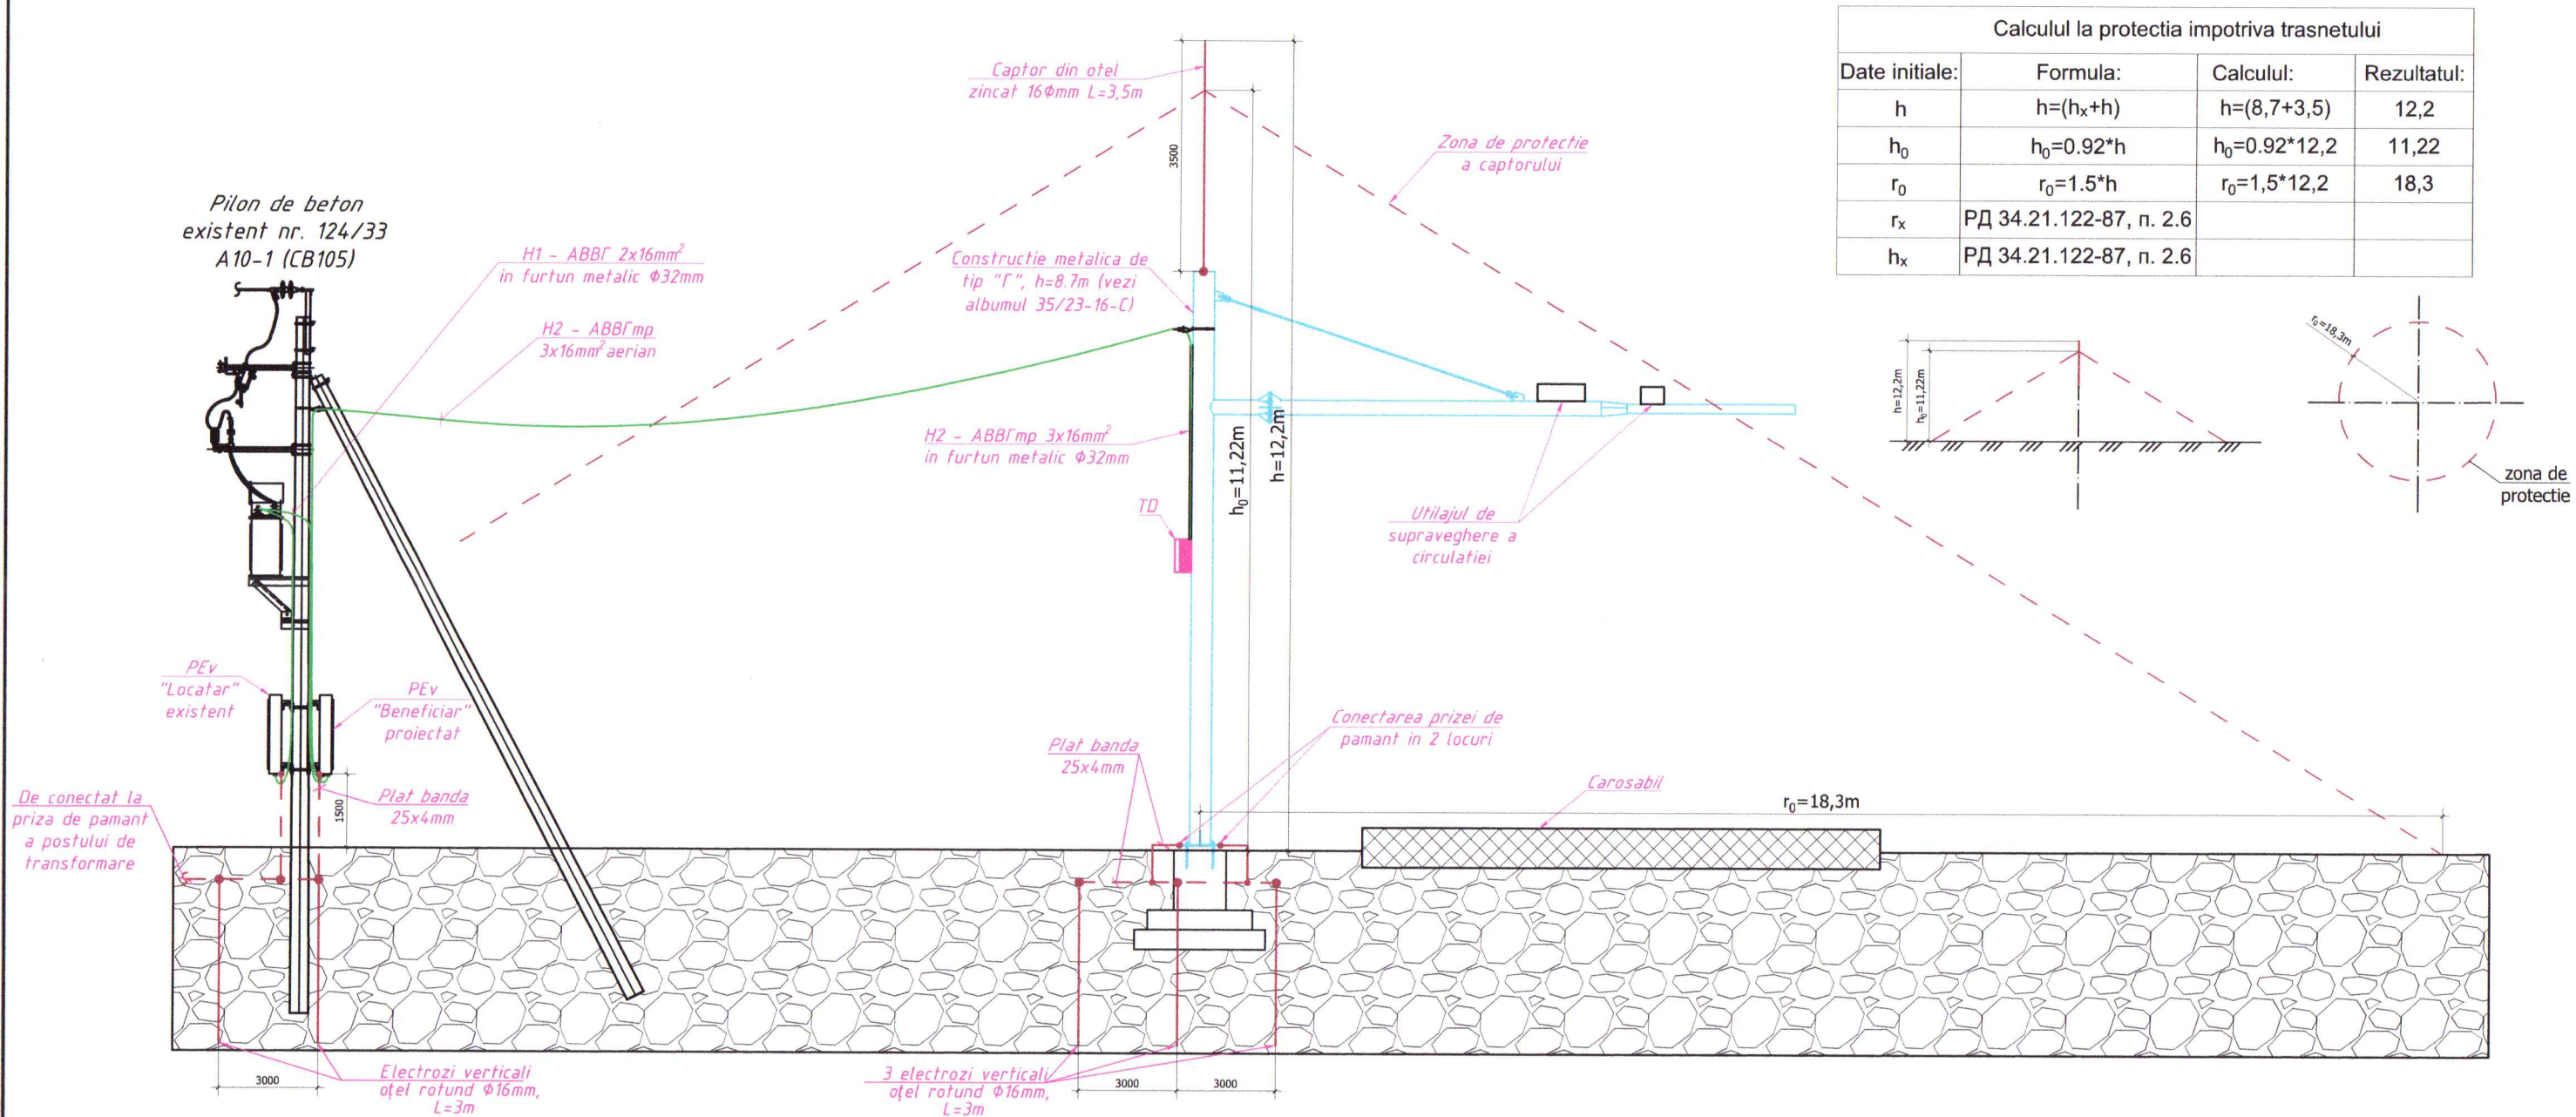 Calculul la protectia impotriva trasnetului
Date initiale: Formula: Calculul: Rezultatul:
h h=(hₓ+h) h=(8,7+3,5) 12,2
h₀ h₀=0.92*h h₀=0.92*12,2 11,22
r₀ r₀=1.5*h r₀=1,5*12,2 18,3
rₓ РД 34.21.122-87, п. 2.6
hₓ РД 34.21.122-87, п. 2.6
Captor din otel
zincat 16Φmm L=3,5m
3500
Zona de protectie
a captorului
Pilon de beton
existent nr. 124/33
A10-1 (CB105)
H1 - АВВГ 2x16mm²
in furtun metalic Φ32mm
H2 - АВВГтр
3x16mm² aerian
Constructie metalica de
tip "Г", h=8.7m (vezi
albumul 35/23-16-C)
H2 - АВВГтр 3x16mm²
in furtun metalic Φ32mm
TD
h₀=11,22m
h=12,2m
Utilajul de
supraveghere a
circulatiei
h=12,2m
h₀=11,22m
r₀=18,3m
zona de
protectie
PEv
"Locatar"
existent
PEv
"Beneficiar"
proiectat
Plat banda
25x4mm
1500
De conectat la
priza de pamant
a postului de
transformare
Plat banda
25x4mm
Conectarea prizei de
pamant in 2 locuri
Carosabil
r₀=18,3m
3000
Electrozi verticali
oțel rotund Φ16mm,
L=3m
3 electrozi verticali
oțel rotund Φ16mm,
L=3m
3000
3000